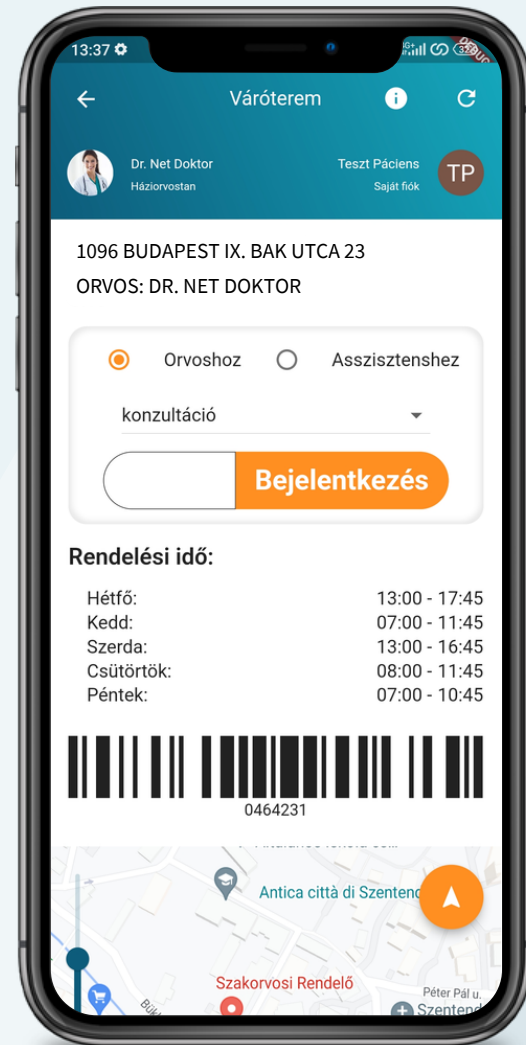 13:37
DEBUG
Váróterem
Dr. Net Doktor
Háziorvostan
Teszt Páciens
Saját fiók
TP
1096 BUDAPEST IX. BAK UTCA 23
ORVOS: DR. NET DOKTOR
Orvoshoz
Asszisztenshez
konzultáció
Bejelentkezés
Rendelési idő:
Hétfő: 13:00 - 17:45
Kedd: 07:00 - 11:45
Szerda: 13:00 - 16:45
Csütörtök: 08:00 - 11:45
Péntek: 07:00 - 10:45
0464231
Antica città di Szentend
Szakorvosi Rendelő
Péter Pál u.
Szentend